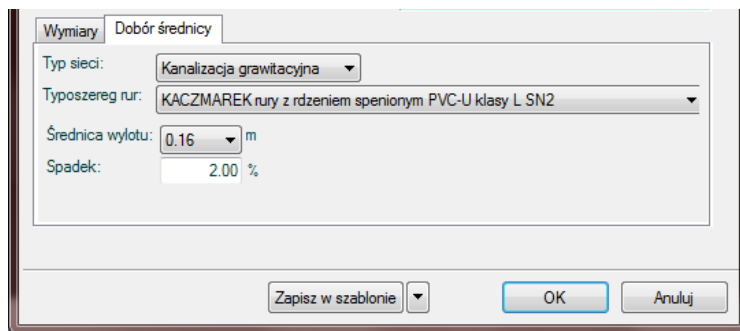 Wymiary Dobór średnicy
Typ sieci: Kanalizacja grawitacyjna
Typoszereg rur: KACZMAREK rury z rdzeniem spenionym PVC-U klasy L SN2
Średnica wylotu: 0.16 m
Spadek: 2.00 %
Zapisz w szablonie OK Anuluj